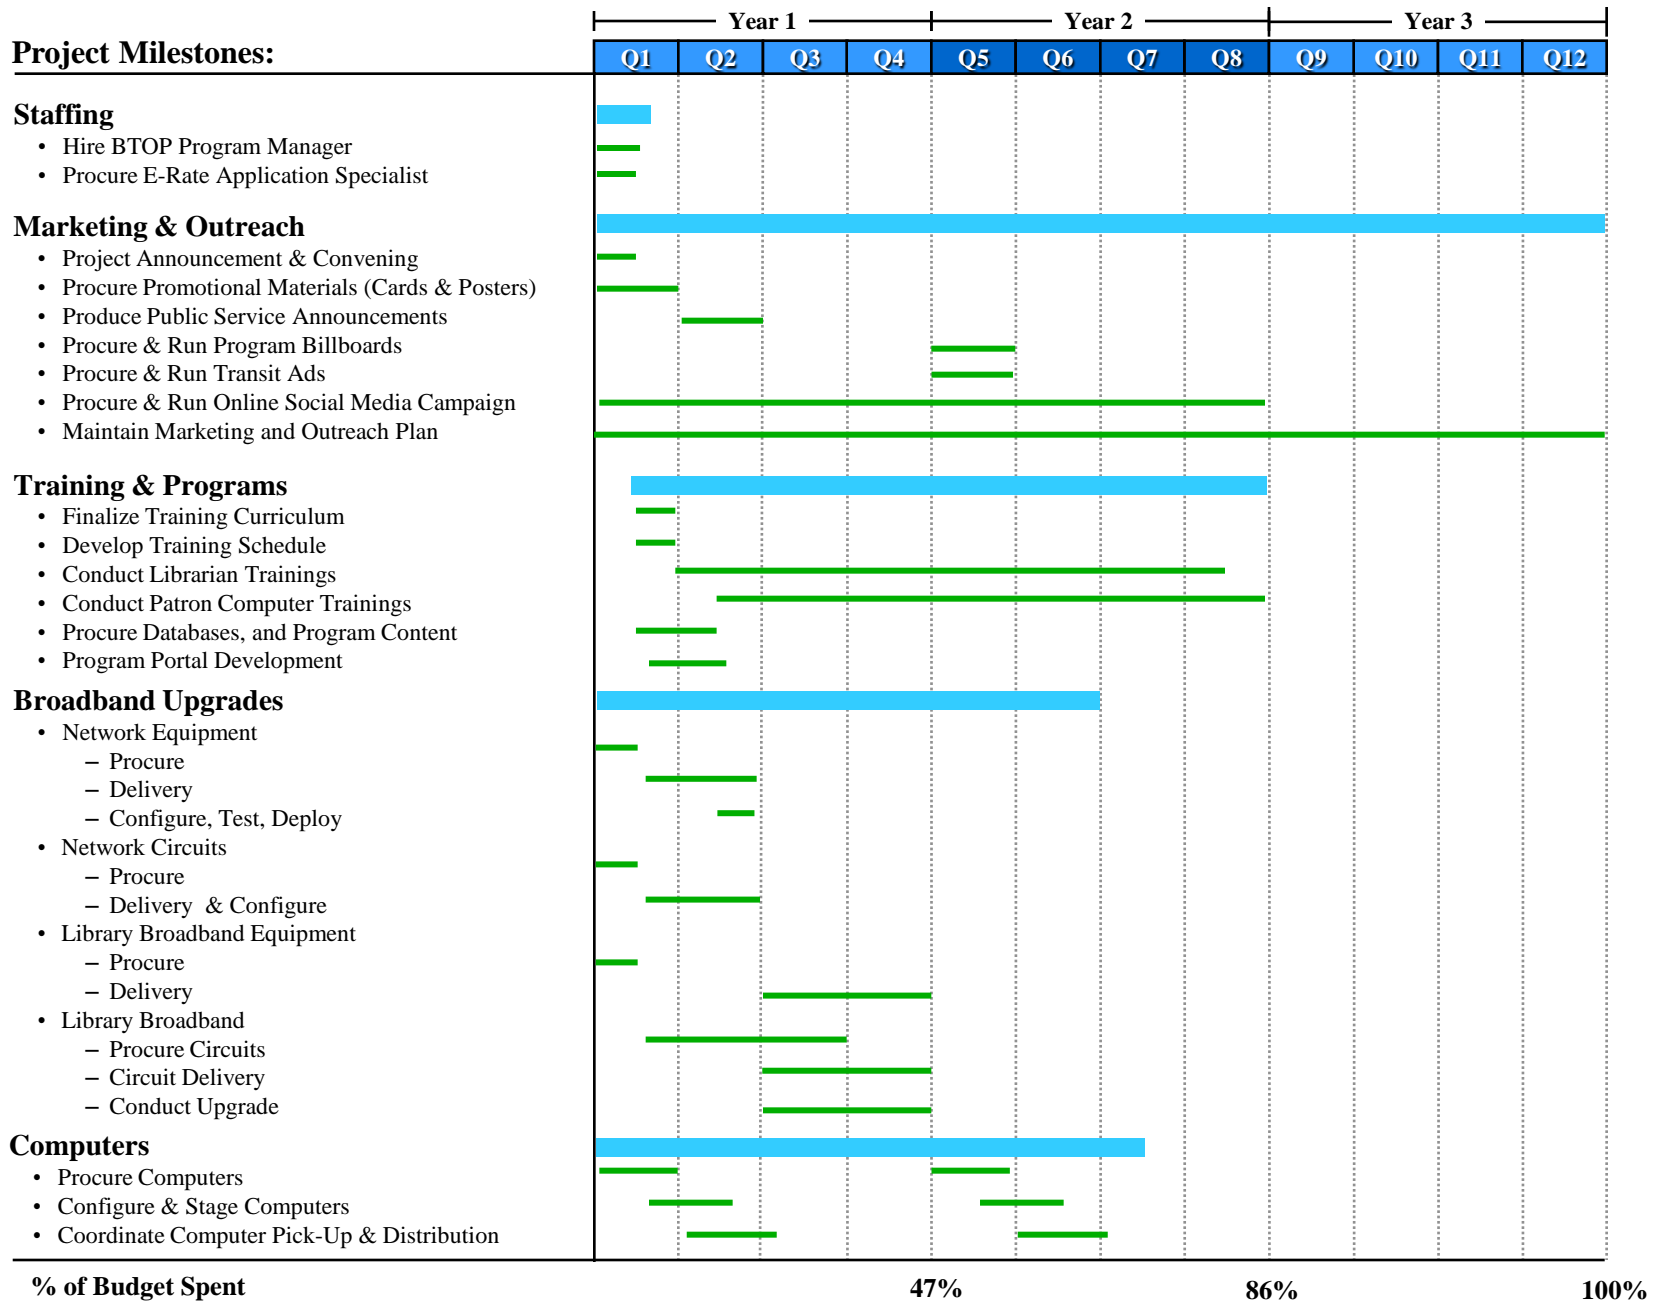 Year 1 Year 2 Year 3
Project Milestones: Q1 Q2 Q3 Q4 Q5 Q6 Q7 Q8 Q9 Q10 Q11 Q12
Staffing
• Hire BTOP Program Manager
• Procure E-Rate Application Specialist
Marketing & Outreach
• Project Announcement & Convening
• Procure Promotional Materials (Cards & Posters)
• Produce Public Service Announcements
• Procure & Run Program Billboards
• Procure & Run Transit Ads
• Procure & Run Online Social Media Campaign
• Maintain Marketing and Outreach Plan
Training & Programs
• Finalize Training Curriculum
• Develop Training Schedule
• Conduct Librarian Trainings
• Conduct Patron Computer Trainings
• Procure Databases, and Program Content
• Program Portal Development
Broadband Upgrades
• Network Equipment
– Procure
– Delivery
– Configure, Test, Deploy
• Network Circuits
– Procure
– Delivery & Configure
• Library Broadband Equipment
– Procure
– Delivery
• Library Broadband
– Procure Circuits
– Circuit Delivery
– Conduct Upgrade
Computers
• Procure Computers
• Configure & Stage Computers
• Coordinate Computer Pick-Up & Distribution
% of Budget Spent 47% 86% 100%